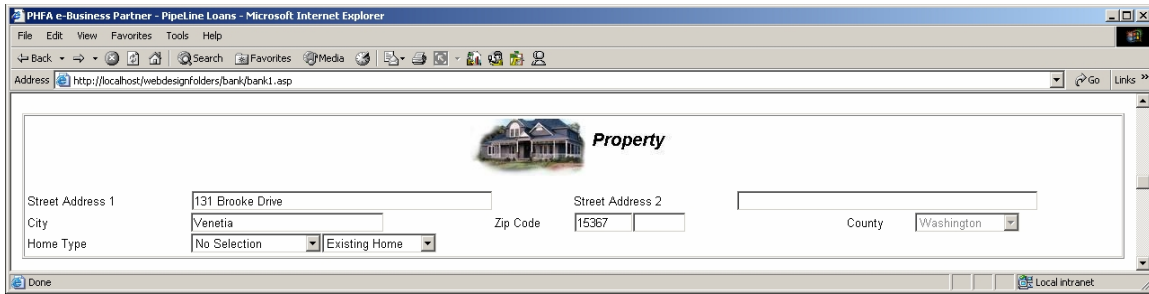 PHFA e-Business Partner - PipeLine Loans - Microsoft Internet Explorer
File Edit View Favorites Tools Help
Back Search Favorites Media
Address http://localhost/webdesignfolders/bank/bank1.asp Go Links »
Property
Street Address 1 131 Brooke Drive Street Address 2
City Venetia Zip Code 15367 County Washington
Home Type No Selection Existing Home
Done Local intranet